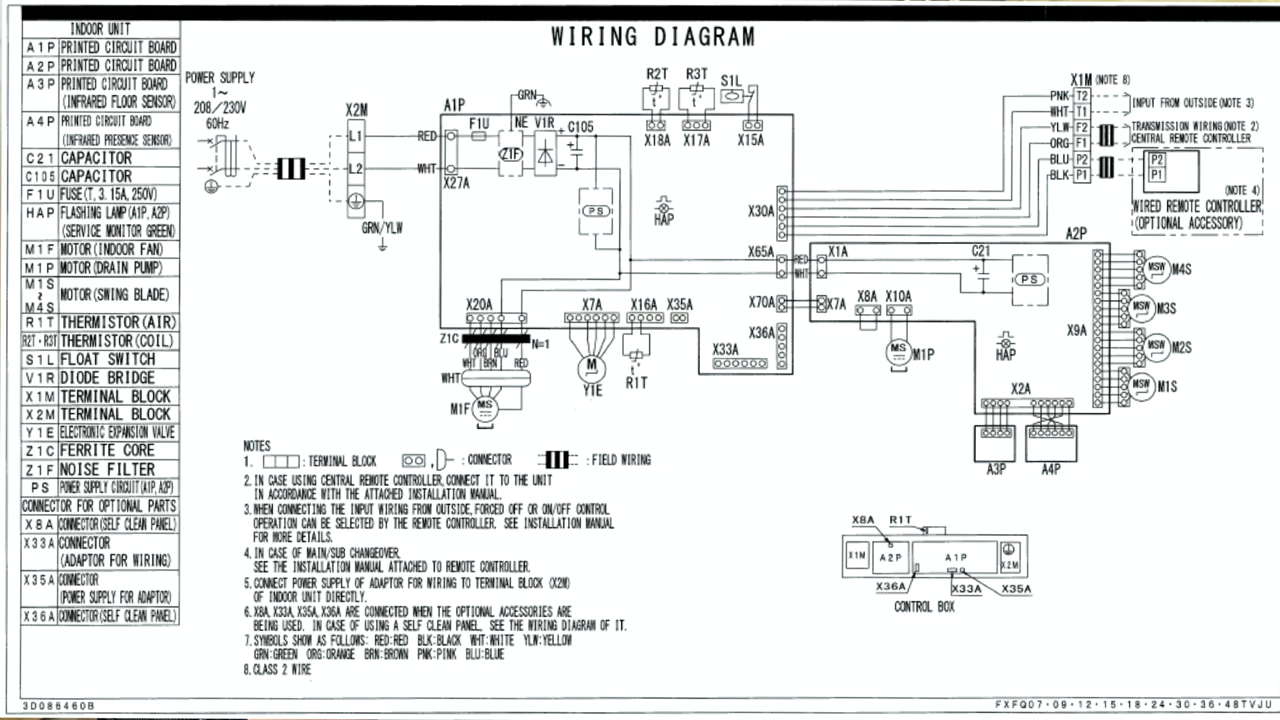 WIRING DIAGRAM
INDOOR UNIT
A1P PRINTED CIRCUIT BOARD
A2P PRINTED CIRCUIT BOARD
A3P PRINTED CIRCUIT BOARD
(INFRARED FLOOR SENSOR)
A4P PRINTED CIRCUIT BOARD
(INFRARED PRESENCE SENSOR)
C21 CAPACITOR
C105 CAPACITOR
F1U FUSE(T, 3.15A, 250V)
HAP FLASHING LAMP(A1P, A2P)
(SERVICE MONITOR GREEN)
M1F MOTOR(INDOOR FAN)
M1P MOTOR(DRAIN PUMP)
M1S
~
M4S
MOTOR(SWING BLADE)
R1T THERMISTOR(AIR)
R2T・R3T THERMISTOR(COIL)
S1L FLOAT SWITCH
V1R DIODE BRIDGE
X1M TERMINAL BLOCK
X2M TERMINAL BLOCK
Y1E ELECTRONIC EXPANSION VALVE
Z1C FERRITE CORE
Z1F NOISE FILTER
PS POWER SUPPLY CIRCUIT(A1P, A2P)
CONNECTOR FOR OPTIONAL PARTS
X8A CONNECTOR(SELF CLEAN PANEL)
X33A CONNECTOR
(ADAPTOR FOR WIRING)
X35A CONNECTOR
(POWER SUPPLY FOR ADAPTOR)
X36A CONNECTOR(SELF CLEAN PANEL)
POWER SUPPLY
1~
208/230V
60Hz
X2M
L1
L2
GRN/YLW
A1P
RED
WHT
X27A
F1U
GRN
NE
Z1F
V1R
+
-
C105
+
PS
HAP
R2T
t°
X18A
R3T
t°
X17A
S1L
X15A
X30A
X65A
X70A
X36A
X33A
X20A
X7A
X16A
X35A
Z1C
N=1
ORG
BLU
WHT
BRN
RED
WHT
M1F
MS
M
Y1E
t°
R1T
X1M (NOTE 8)
PNK T2
WHT T1
INPUT FROM OUTSIDE(NOTE 3)
YLW F2
ORG F1
TRANSMISSION WIRING(NOTE 2)
CENTRAL REMOTE CONTROLLER
BLU P2
BLK P1
P2
P1
(NOTE 4)
WIRED REMOTE CONTROLLER
(OPTIONAL ACCESSORY)
A2P
RED
WHT
X1A
X7A
C21
+
PS
X8A
X10A
MS
M1P
HAP
X9A
X2A
A3P
A4P
MSW M4S
MSW M3S
MSW M2S
MSW M1S
NOTES
1. : TERMINAL BLOCK , : CONNECTOR : FIELD WIRING
2. IN CASE USING CENTRAL REMOTE CONTROLLER, CONNECT IT TO THE UNIT
IN ACCORDANCE WITH THE ATTACHED INSTALLATION MANUAL.
3. WHEN CONNECTING THE INPUT WIRING FROM OUTSIDE, FORCED OFF OR ON/OFF CONTROL
OPERATION CAN BE SELECTED BY THE REMOTE CONTROLLER. SEE INSTALLATION MANUAL
FOR MORE DETAILS.
4. IN CASE OF MAIN/SUB CHANGEOVER,
SEE THE INSTALLATION MANUAL ATTACHED TO REMOTE CONTROLLER.
5. CONNECT POWER SUPPLY OF ADAPTOR FOR WIRING TO TERMINAL BLOCK (X2M)
OF INDOOR UNIT DIRECTLY.
6. X8A, X33A, X35A, X36A ARE CONNECTED WHEN THE OPTIONAL ACCESSORIES ARE
BEING USED. IN CASE OF USING A SELF CLEAN PANEL, SEE THE WIRING DIAGRAM OF IT.
7. SYMBOLS SHOW AS FOLLOWS: RED:RED BLK:BLACK WHT:WHITE YLW:YELLOW
GRN:GREEN ORG:ORANGE BRN:BROWN PNK:PINK BLU:BLUE
8. CLASS 2 WIRE
X8A
R1T
X1M
A2P
A1P
X2M
X36A
X33A
X35A
CONTROL BOX
3D086460B
FXFQ07・09・12・15・18・24・30・36・48TVJU